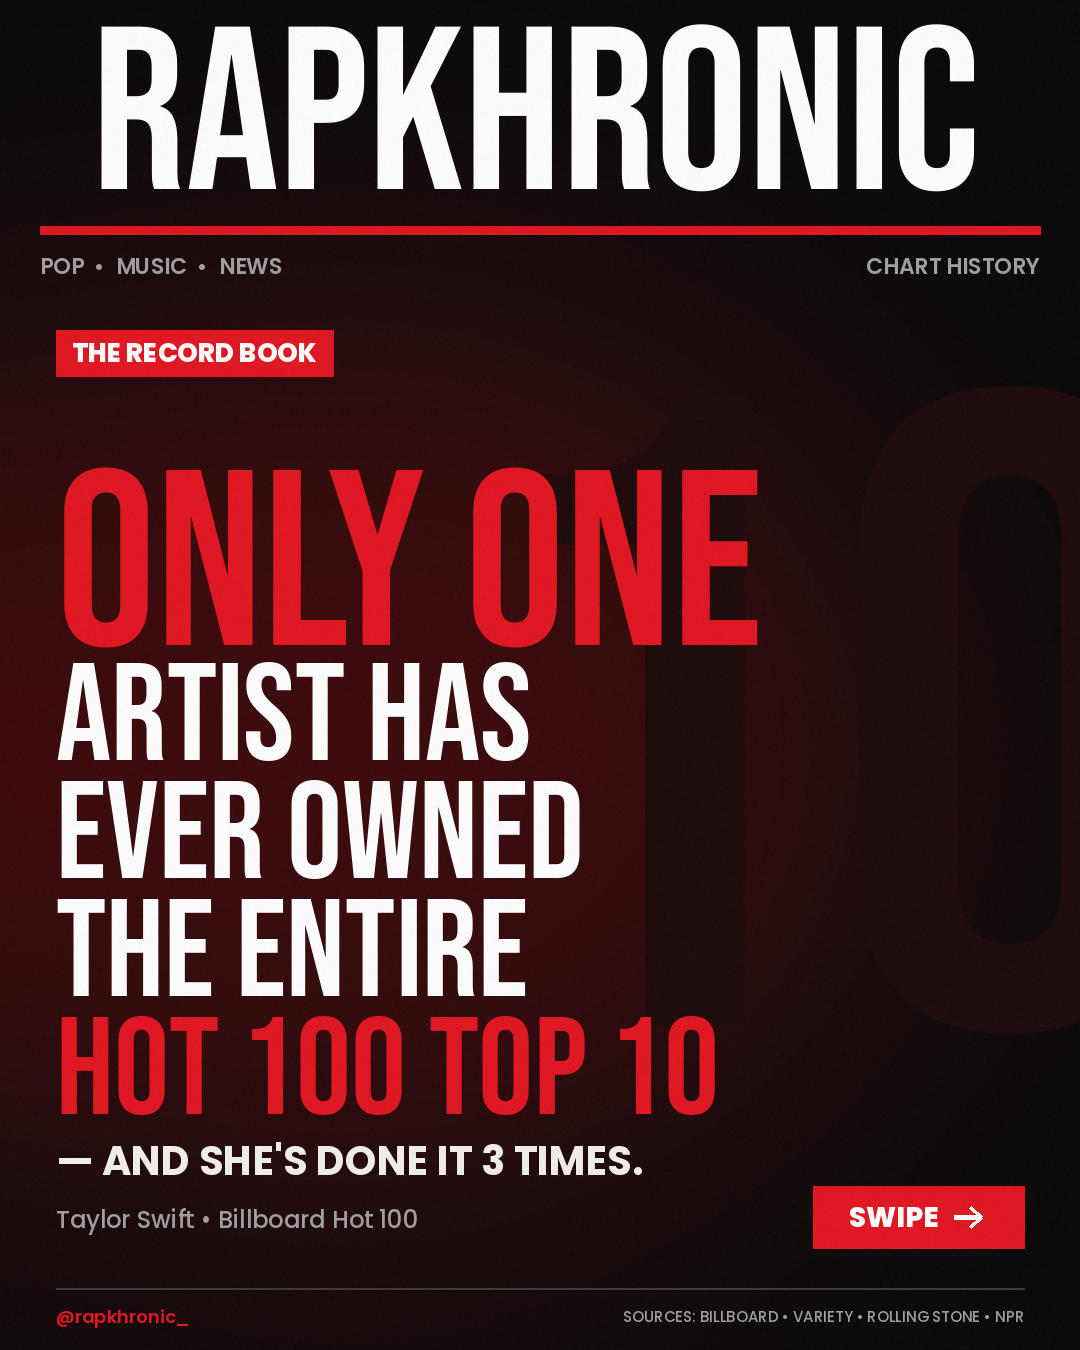 RAPKHRONIC
POP • MUSIC • NEWS
CHART HISTORY
THE RECORD BOOK
10
ONLY ONE
ARTIST HAS
EVER OWNED
THE ENTIRE
HOT 100 TOP 10
— AND SHE'S DONE IT 3 TIMES.
Taylor Swift • Billboard Hot 100
SWIPE →
@rapkhronic_
SOURCES: BILLBOARD • VARIETY • ROLLING STONE • NPR